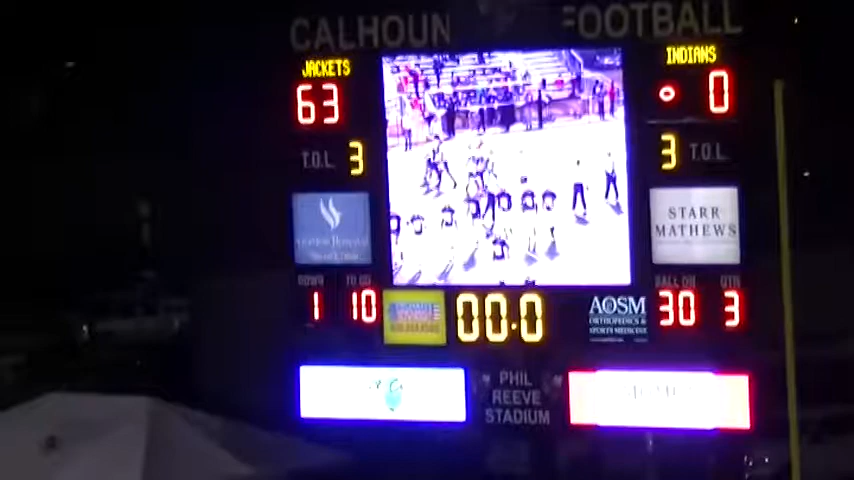 CALHOUN FOOTBALL
JACKETS
63
INDIANS
0
T.O.L. 3
3 T.O.L.
STARR
MATHEWS
DOWN TO GO
1 10
00.0
AOSM
ORTHOPEDICS &
SPORTS MEDICINE
BALL ON QTR
30 3
PHIL
REEVE
STADIUM